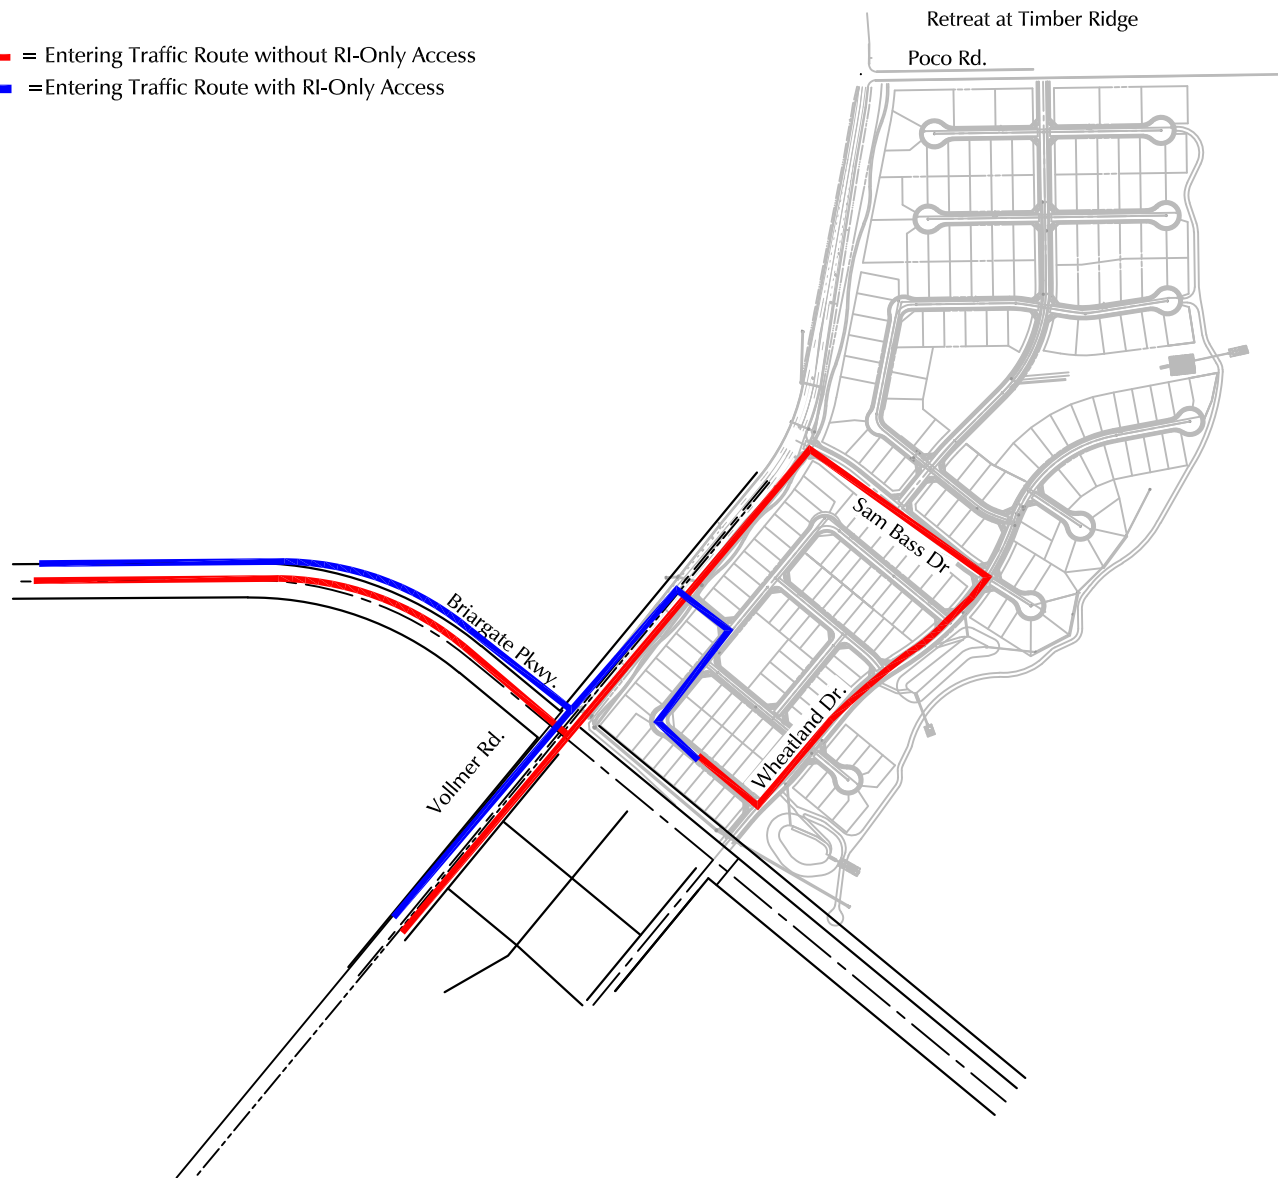 Retreat at Timber Ridge
= Entering Traffic Route without RI-Only Access
Poco Rd.
=Entering Traffic Route with RI-Only Access
Sam Bass Dr
Briargate Pkwy.
Wheatland Dr.
Vollmer Rd.